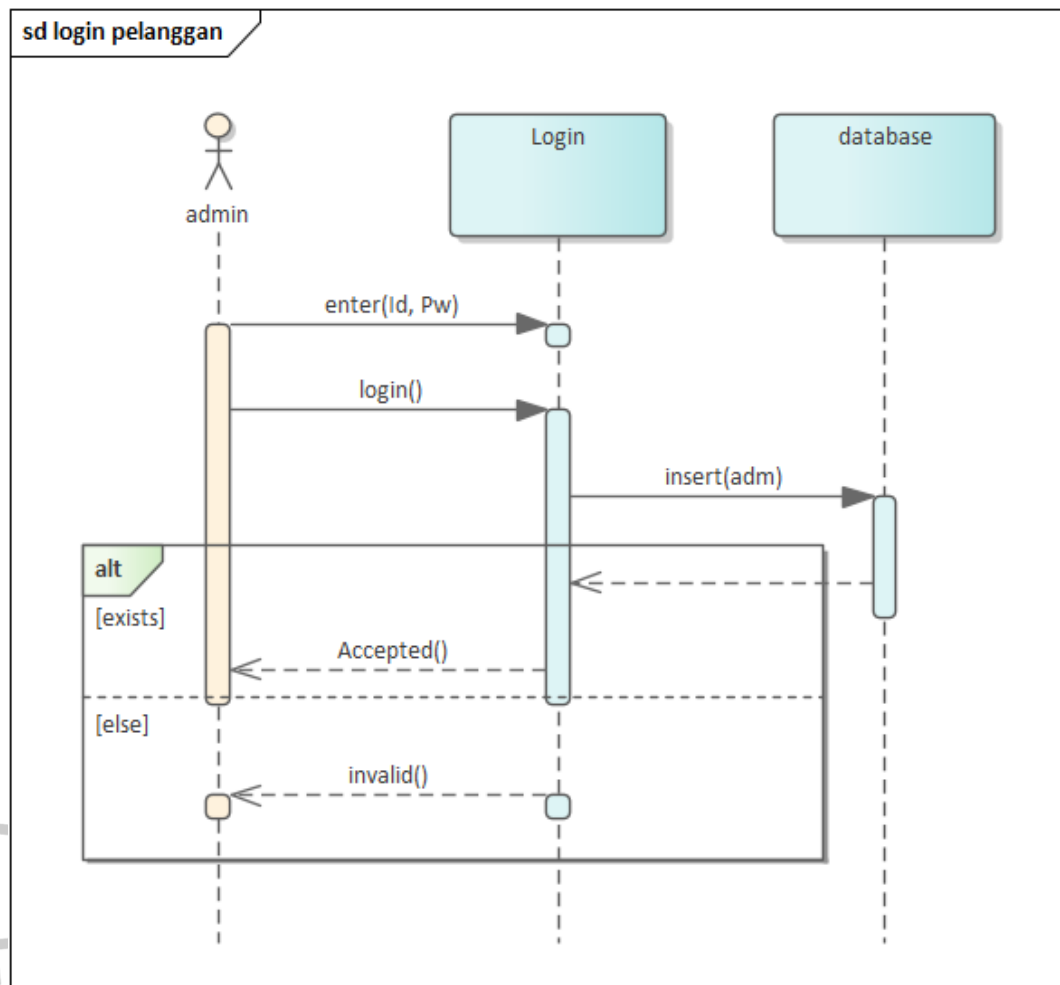 sd login pelanggan
admin
Login
database
enter(Id, Pw)
login()
insert(adm)
alt
[exists]
Accepted()
[else]
invalid()